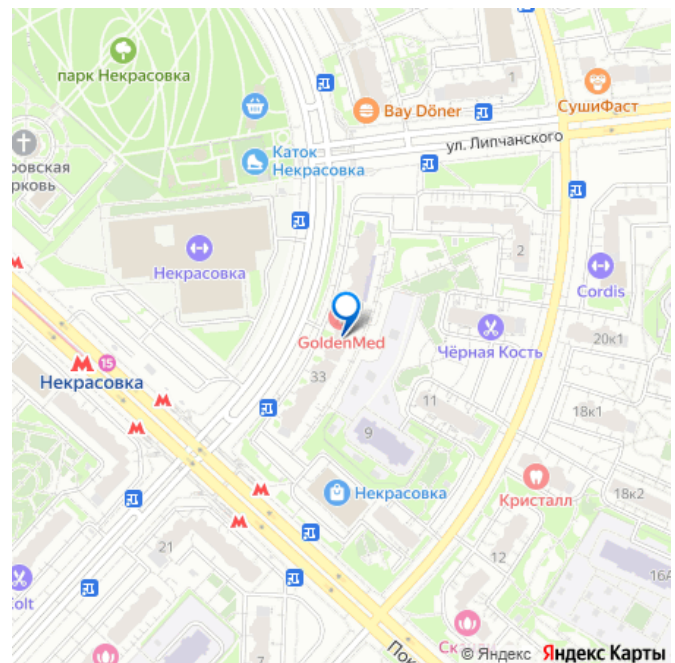 парк Некрасовка
1
СушиФаст
Bay Döner
ул. Липчанского
Каток
Некрасовка
ровская
рковь
2
Некрасовка
Cordis
GoldenMed
Чёрная Кость
20к1
15
Некрасовка
33
11
18к1
9
Некрасовка
Кристалл
18к2
21
12
16А
olt
Ск
Пок
© Яндекс Яндекс Карты